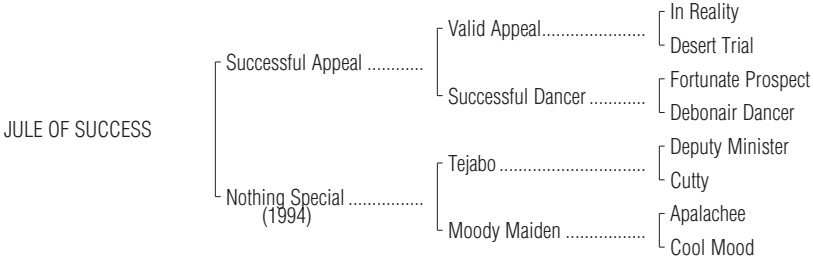 In Reality
Valid Appeal......................
Desert Trial
Successful Appeal ............
Fortunate Prospect
Successful Dancer ............
Debonair Dancer
JULE OF SUCCESS
Deputy Minister
Tejabo .............................
Cutty
Nothing Special ................
(1994)
Apalachee
Moody Maiden ................
Cool Mood